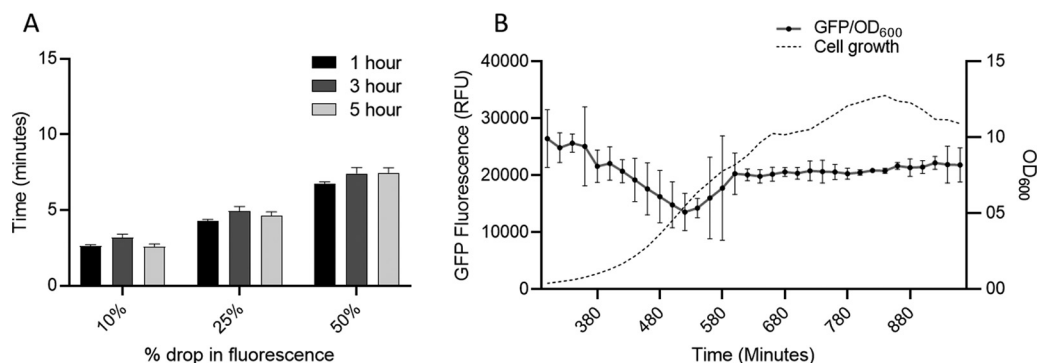 A
15
10
5
0
Time (minutes)
1 hour
3 hour
5 hour
10%
25%
50%
% drop in fluorescence
B
GFP/OD₆₀₀
Cell growth
40000
30000
20000
10000
0
GFP Fluorescence (RFU)
15
10
05
00
OD₆₀₀
380
480
580
680
780
880
Time (Minutes)